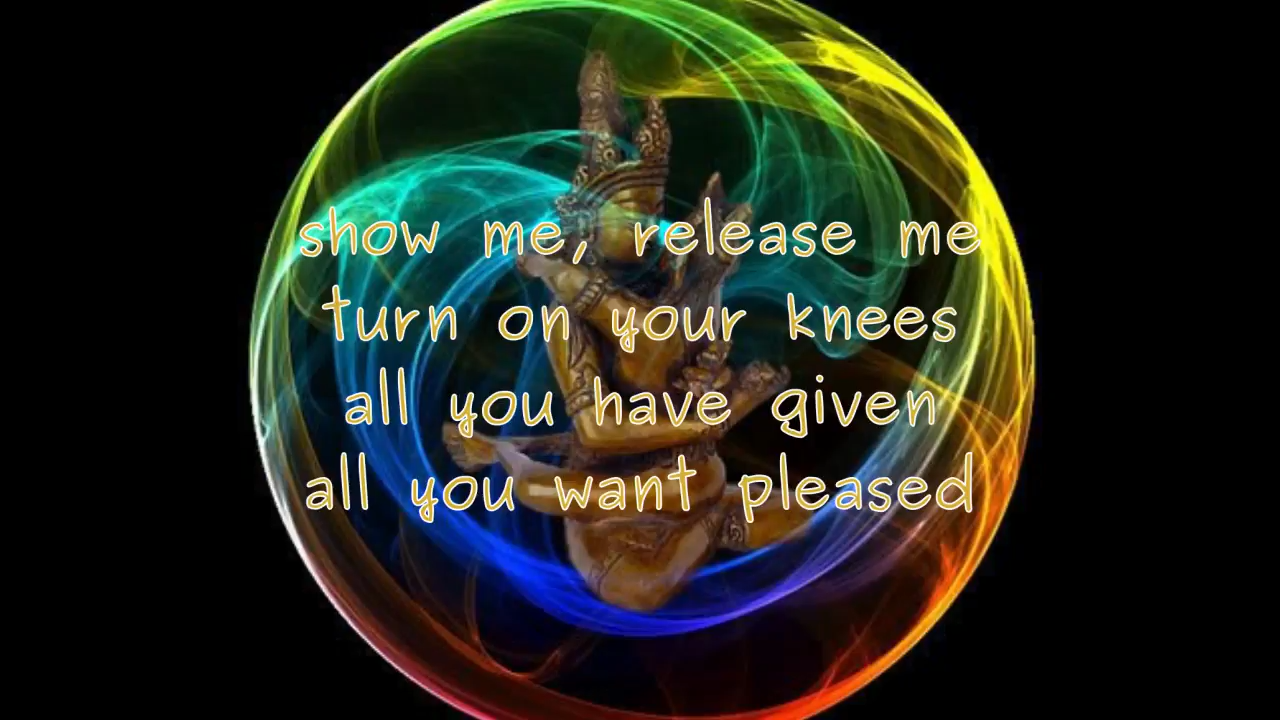 show me, release me
turn on your knees
all you have given
all you want pleased